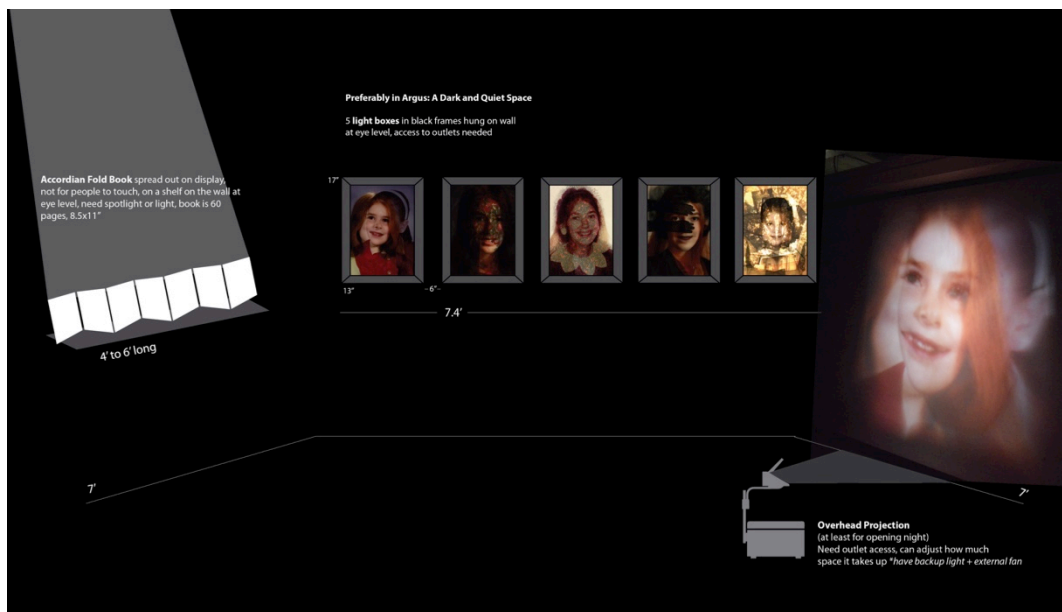 Preferably in Argus: A Dark and Quiet Space
5 light boxes in black frames hung on wall
at eye level, access to outlets needed
Accordian Fold Book spread out on display,
not for people to touch, on a shelf on the wall at
eye level, need spotlight or light, book is 60
pages, 8.5x11"
17"
13"
6"
7.4'
4' to 6' long
7'
7'
Overhead Projection
(at least for opening night)
Need outlet acesss, can adjust how much
space it takes up *have backup light + external fan